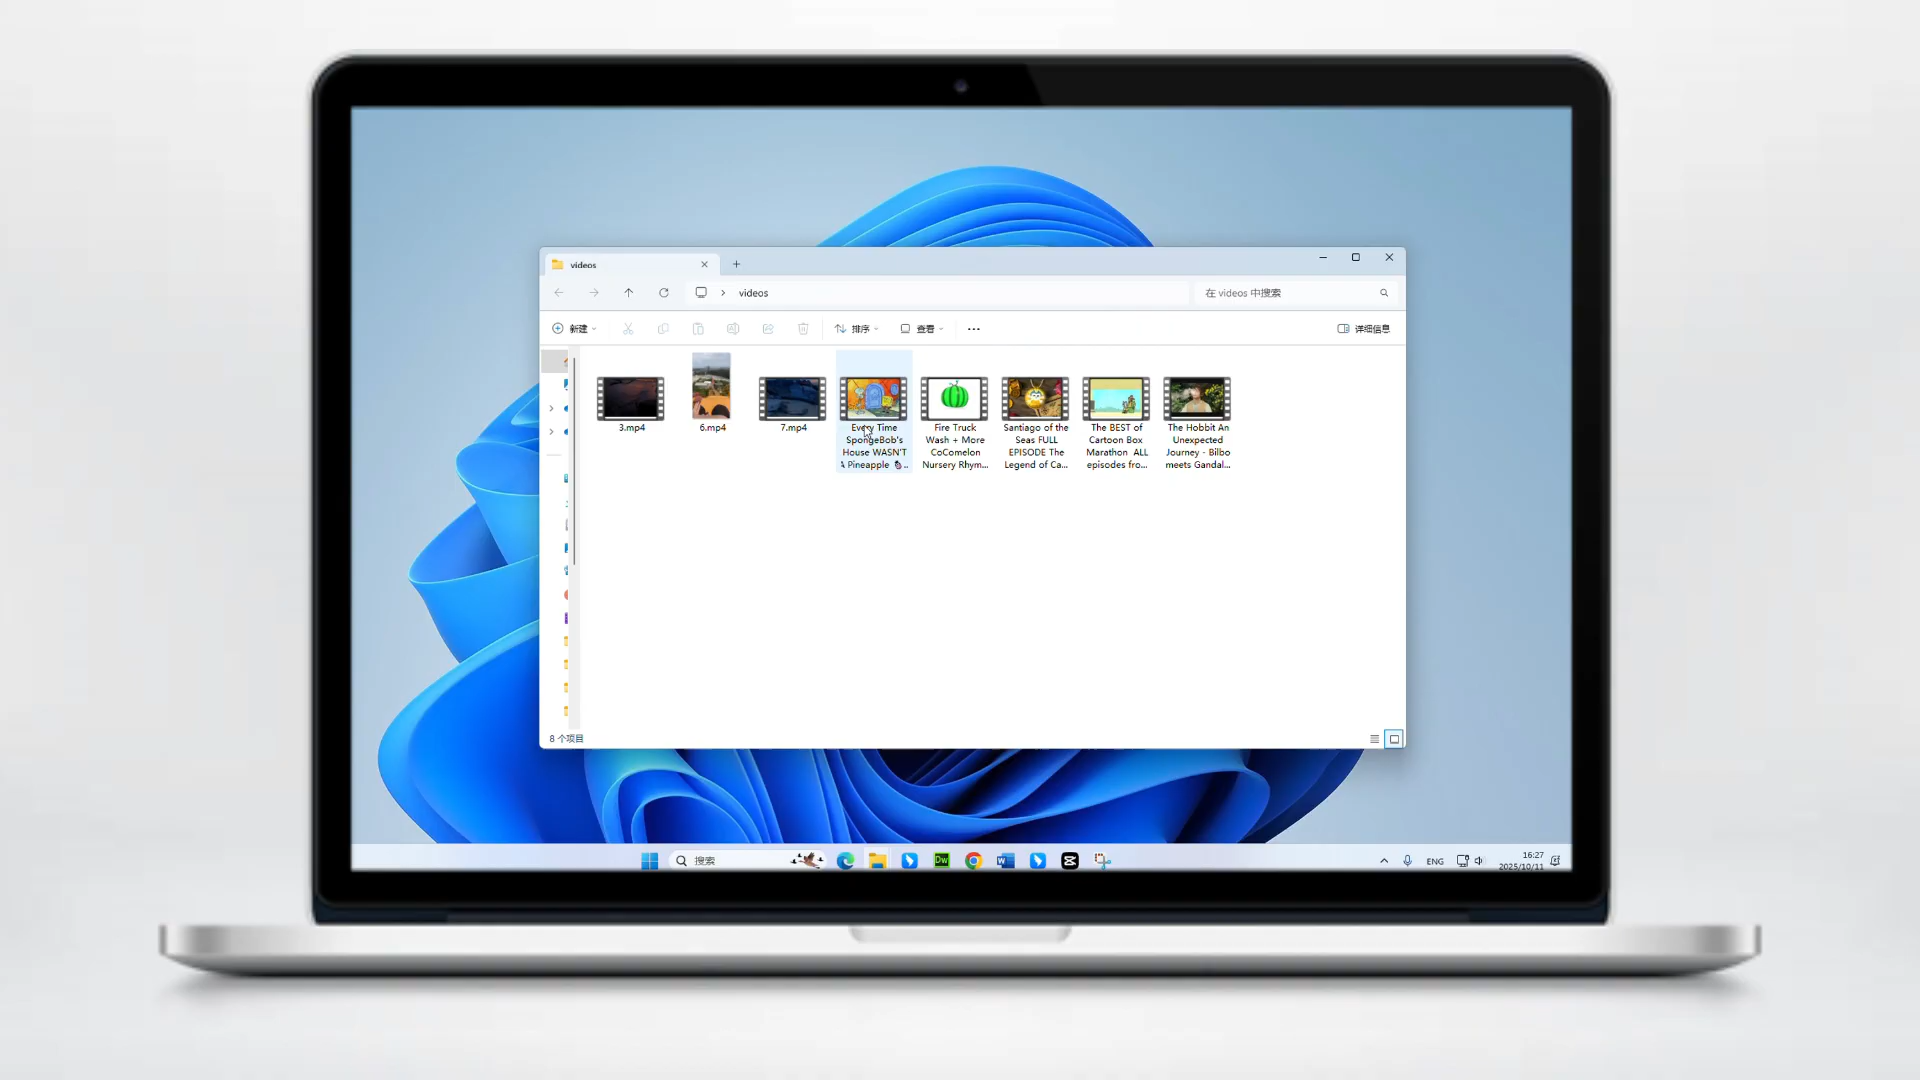 videos
videos
在 videos 中搜索
新建
排序
查看
详细信息
3.mp4
6.mp4
7.mp4
Every Time
SpongeBob's
House WASN'T
A Pineapple 🍍...
Fire Truck
Wash + More
CoComelon
Nursery Rhym...
Santiago of the
Seas FULL
EPISODE The
Legend of Ca...
The BEST of
Cartoon Box
Marathon ALL
episodes fro...
The Hobbit An
Unexpected
Journey - Bilbo
meets Gandal...
8 个项目
搜索
Dw
W
ENG
16:27
2025/10/11